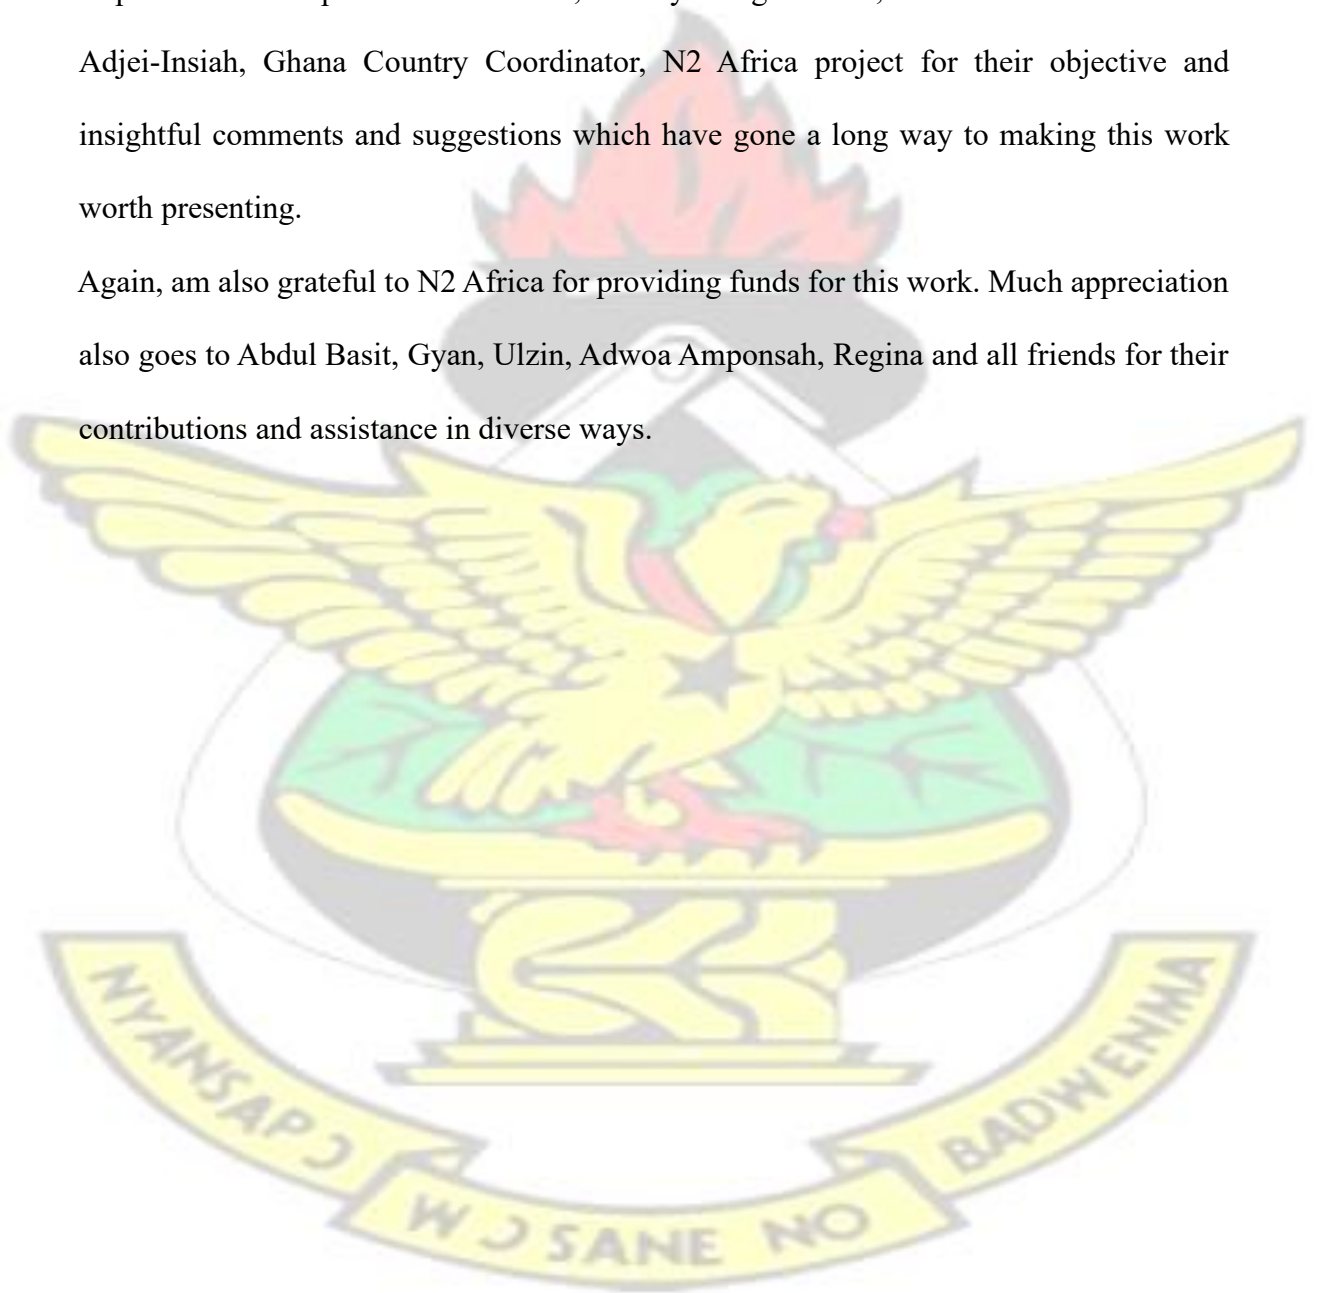 Adjei-Insiah, Ghana Country Coordinator, N2 Africa project for their objective and
insightful comments and suggestions which have gone a long way to making this work
worth presenting.
Again, am also grateful to N2 Africa for providing funds for this work. Much appreciation
also goes to Abdul Basit, Gyan, Ulzin, Adwoa Amponsah, Regina and all friends for their
contributions and assistance in diverse ways.
NYANSAPƆ
WƆSANE NO
BADWENMA